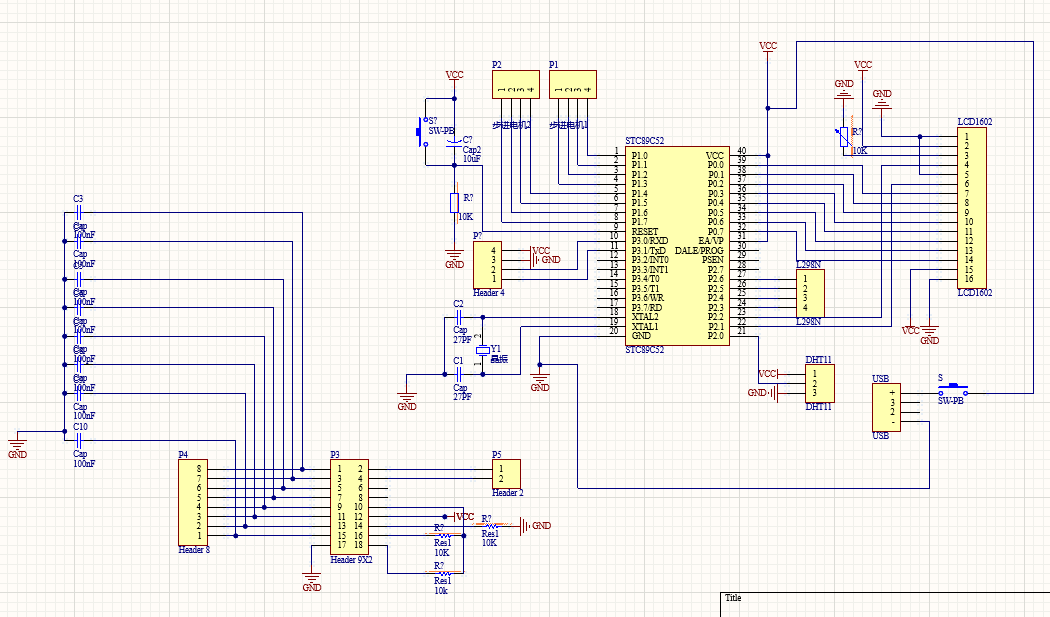 VCC
VCC
VCC
GND
GND
P2
P1
1 2 3 4
1 2 3 4
步进电机2
步进电机1
S?
SW-PB
C?
Cap2
10uF
R?
10K
GND
R?
10K
LCD1602
1
2
3
4
5
6
7
8
9
10
11
12
13
14
15
16
LCD1602
STC89C52
1 P1.0 VCC 40
2 P1.1 P0.0 39
3 P1.2 P0.1 38
4 P1.3 P0.2 37
5 P1.4 P0.3 36
6 P1.5 P0.4 35
7 P1.6 P0.5 34
8 P1.7 P0.6 33
9 RESET P0.7 32
10 P3.0/RXD EA/VP 31
11 P3.1/TxD DALE/PROG 30
12 P3.2/INT0 PSEN 29
13 P3.3/INT1 P2.7 28
14 P3.4/T0 P2.6 27
15 P3.5/T1 P2.5 26
16 P3.6/WR P2.4 25
17 P3.7/RD P2.3 24
18 XTAL2 P2.2 23
19 XTAL1 P2.1 22
20 GND P2.0 21
STC89C52
P?
4
3
2
1
Header 4
VCC
GND
L298N
1
2
3
4
L298N
VCC
GND
C2
Cap
27PF
Y1
晶振
1
2
C1
Cap
27PF
GND
GND
DHT11
VCC
GND
1
2
3
DHT11
USB
+
3
2
-
USB
S
SW-PB
C3
Cap
100nF
Cap
100nF
Cap
100nF
Cap
100nF
Cap
100pF
Cap
100nF
Cap
100nF
C10
Cap
100nF
GND
P4
8
7
6
5
4
3
2
1
Header 8
P3
1 2
3 4
5 6
7 8
9 10
11 12
13 14
15 16
17 18
Header 9X2
GND
P5
1
2
Header 2
VCC
R?
Res1
10K
R?
Res1
10K
GND
R?
Res1
10k
Title